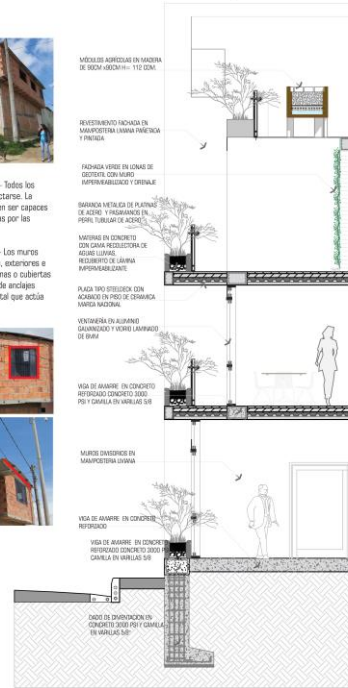 MÓDULOS AGRÍCOLAS EN MADERA
DE 90CM x90CM H= 1'12 COM.
REVESTIMIENTO FACHADA EN
MAMPOSTERIA LIVIANA PAÑETADA
Y PINTADA
- Todos los
ctarse. La
en ser capaces
as por las
FACHADA VERDE EN LONAS DE
GEOTEXTIL CON MURO
IMPERMEABILIZADO Y DRENAJE
BARANDA METALICA DE PLATINAS
DE ACERO Y PASAMANOS EN
PERFIL TUBULAR DE ACERO
MATERAS EN CONCRETO
CON CAMA RECOLECTORA DE
AGUAS LLUVIAS,
RECUBIERTO DE LÁMINA
IMPERMEABILIZANTE
- Los muros
, exteriores e
mas o cubiertas
de anclajes
tal que actúa
PLACA TIPO STEELDECK CON
ACABADO EN PISO DE CERAMICA
MARCA NACIONAL
VENTANERÍA EN ALUMINIO
GALVANIZADO Y VIDRIO LAMINADO
DE 6MM
VIGA DE AMARRE EN CONCRETO
REFORZADO CONCRETO 3000
PSI Y CAMILLA EN VARILLAS 5/8
MUROS DIVISORIOS EN
MAMPOSTERIA LIVIANA
VIGA DE AMARRE EN CONCRETO
REFORZADO
VIGA DE AMARRE EN CONCRETO
REFORZADO CONCRETO 3000 P
CAMILLA EN VARILLAS 5/8
DADO DE CIMENTACION EN
CONCRETO 3000 PSI Y CAMILLA
EN VARILLAS 5/8"